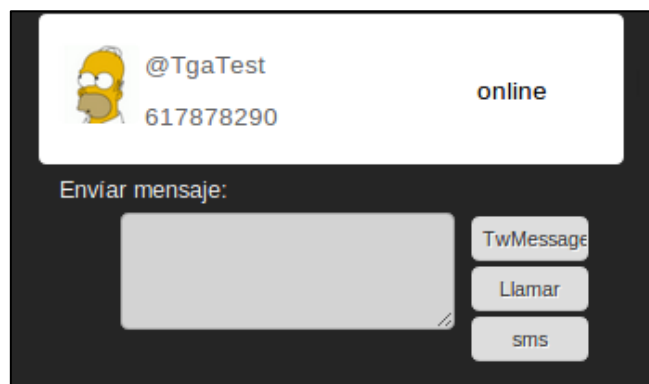 @TgaTest
online
617878290
Envíar mensaje:
TwMessage
Llamar
sms